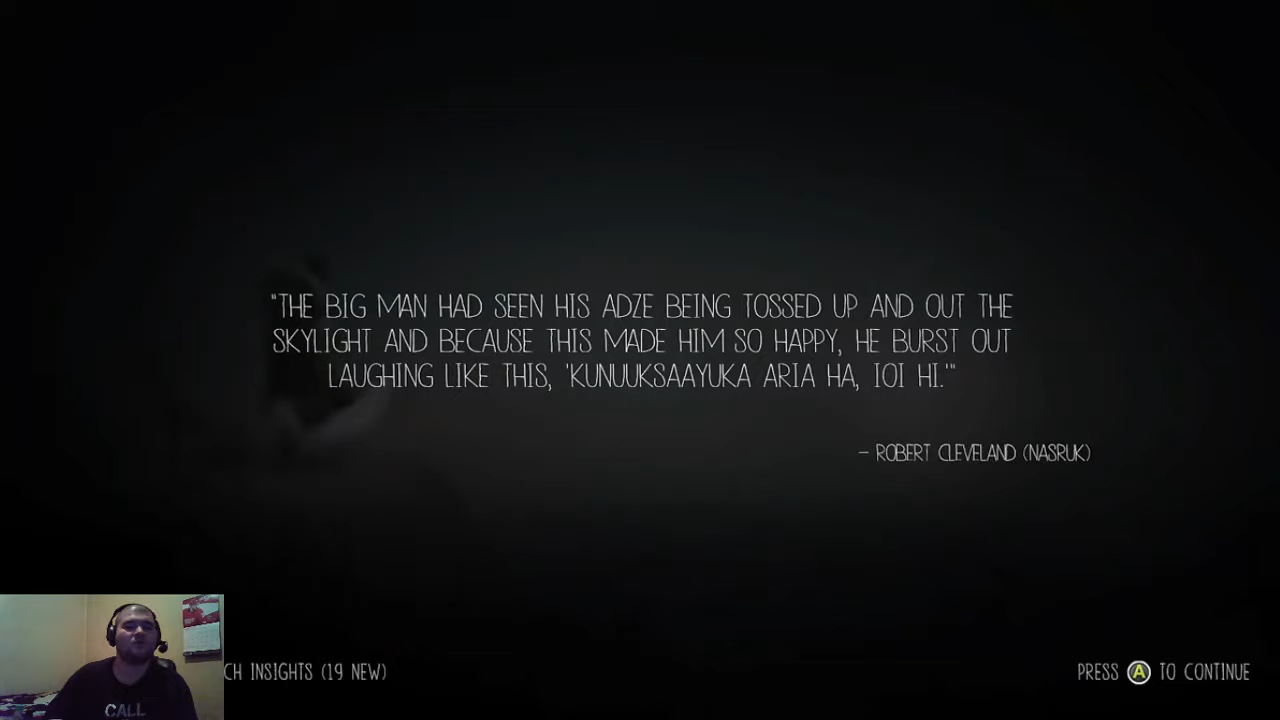 "THE BIG MAN HAD SEEN HIS ADZE BEING TOSSED UP AND OUT THE
SKYLIGHT AND BECAUSE THIS MADE HIM SO HAPPY, HE BURST OUT
LAUGHING LIKE THIS, 'KUNUUKSAAYUKA ARIA HA, IOI HI.'"
– ROBERT CLEVELAND (NASRUK)
CH INSIGHTS (19 NEW)
PRESS A TO CONTINUE
CALL